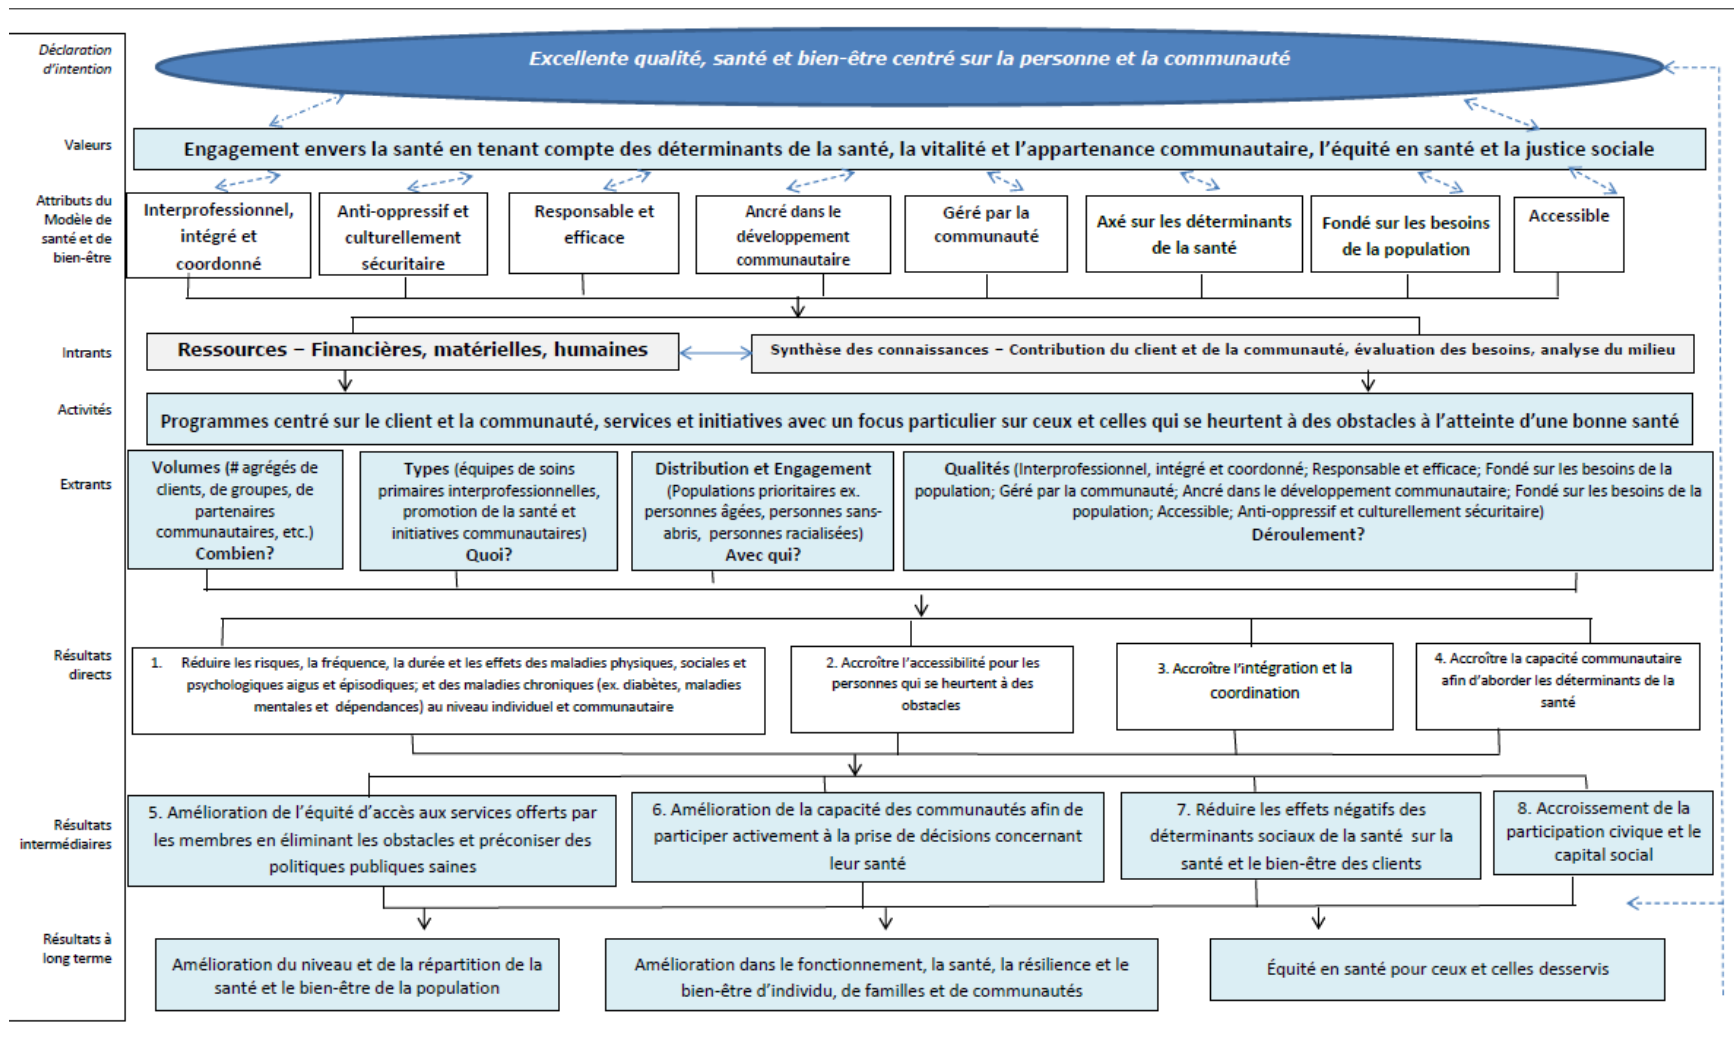 Déclaration
d'intention
Excellente qualité, santé et bien-être centré sur la personne et la communauté
Valeurs
Engagement envers la santé en tenant compte des déterminants de la santé, la vitalité et l'appartenance communautaire, l'équité en santé et la justice sociale
Attributs du
Modèle de
santé et de
bien-être
Interprofessionnel,
intégré et
coordonné
Anti-oppressif et
culturellement
sécuritaire
Responsable et
efficace
Ancré dans le
développement
communautaire
Géré par la
communauté
Axé sur les déterminants
de la santé
Fondé sur les besoins
de la population
Accessible
Intrants
Ressources – Financières, matérielles, humaines
Synthèse des connaissances – Contribution du client et de la communauté, évaluation des besoins, analyse du milieu
Activités
Programmes centré sur le client et la communauté, services et initiatives avec un focus particulier sur ceux et celles qui se heurtent à des obstacles à l'atteinte d'une bonne santé
Extrants
Volumes (# agrégés de
clients, de groupes, de
partenaires
communautaires, etc.)
Combien?
Types (équipes de soins
primaires interprofessionnelles,
promotion de la santé et
initiatives communautaires)
Quoi?
Distribution et Engagement
(Populations prioritaires ex.
personnes âgées, personnes sans-
abris, personnes racialisées)
Avec qui?
Qualités (Interprofessionnel, intégré et coordonné; Responsable et efficace; Fondé sur les besoins de la
population; Géré par la communauté; Ancré dans le développement communautaire; Fondé sur les besoins de la
population; Accessible; Anti-oppressif et culturellement sécuritaire)
Déroulement?
Résultats
directs
1. Réduire les risques, la fréquence, la durée et les effets des maladies physiques, sociales et
psychologiques aigus et épisodiques; et des maladies chroniques (ex. diabètes, maladies
mentales et dépendances) au niveau individuel et communautaire
2. Accroître l'accessibilité pour les
personnes qui se heurtent à des
obstacles
3. Accroître l'intégration et la
coordination
4. Accroître la capacité communautaire
afin d'aborder les déterminants de la
santé
Résultats
intermédiaires
5. Amélioration de l'équité d'accès aux services offerts par
les membres en éliminant les obstacles et préconiser des
politiques publiques saines
6. Amélioration de la capacité des communautés afin de
participer activement à la prise de décisions concernant
leur santé
7. Réduire les effets négatifs des
déterminants sociaux de la santé sur la
santé et le bien-être des clients
8. Accroissement de la
participation civique et le
capital social
Résultats à
long terme
Amélioration du niveau et de la répartition de la
santé et le bien-être de la population
Amélioration dans le fonctionnement, la santé, la résilience et le
bien-être d'individu, de familles et de communautés
Équité en santé pour ceux et celles desservis